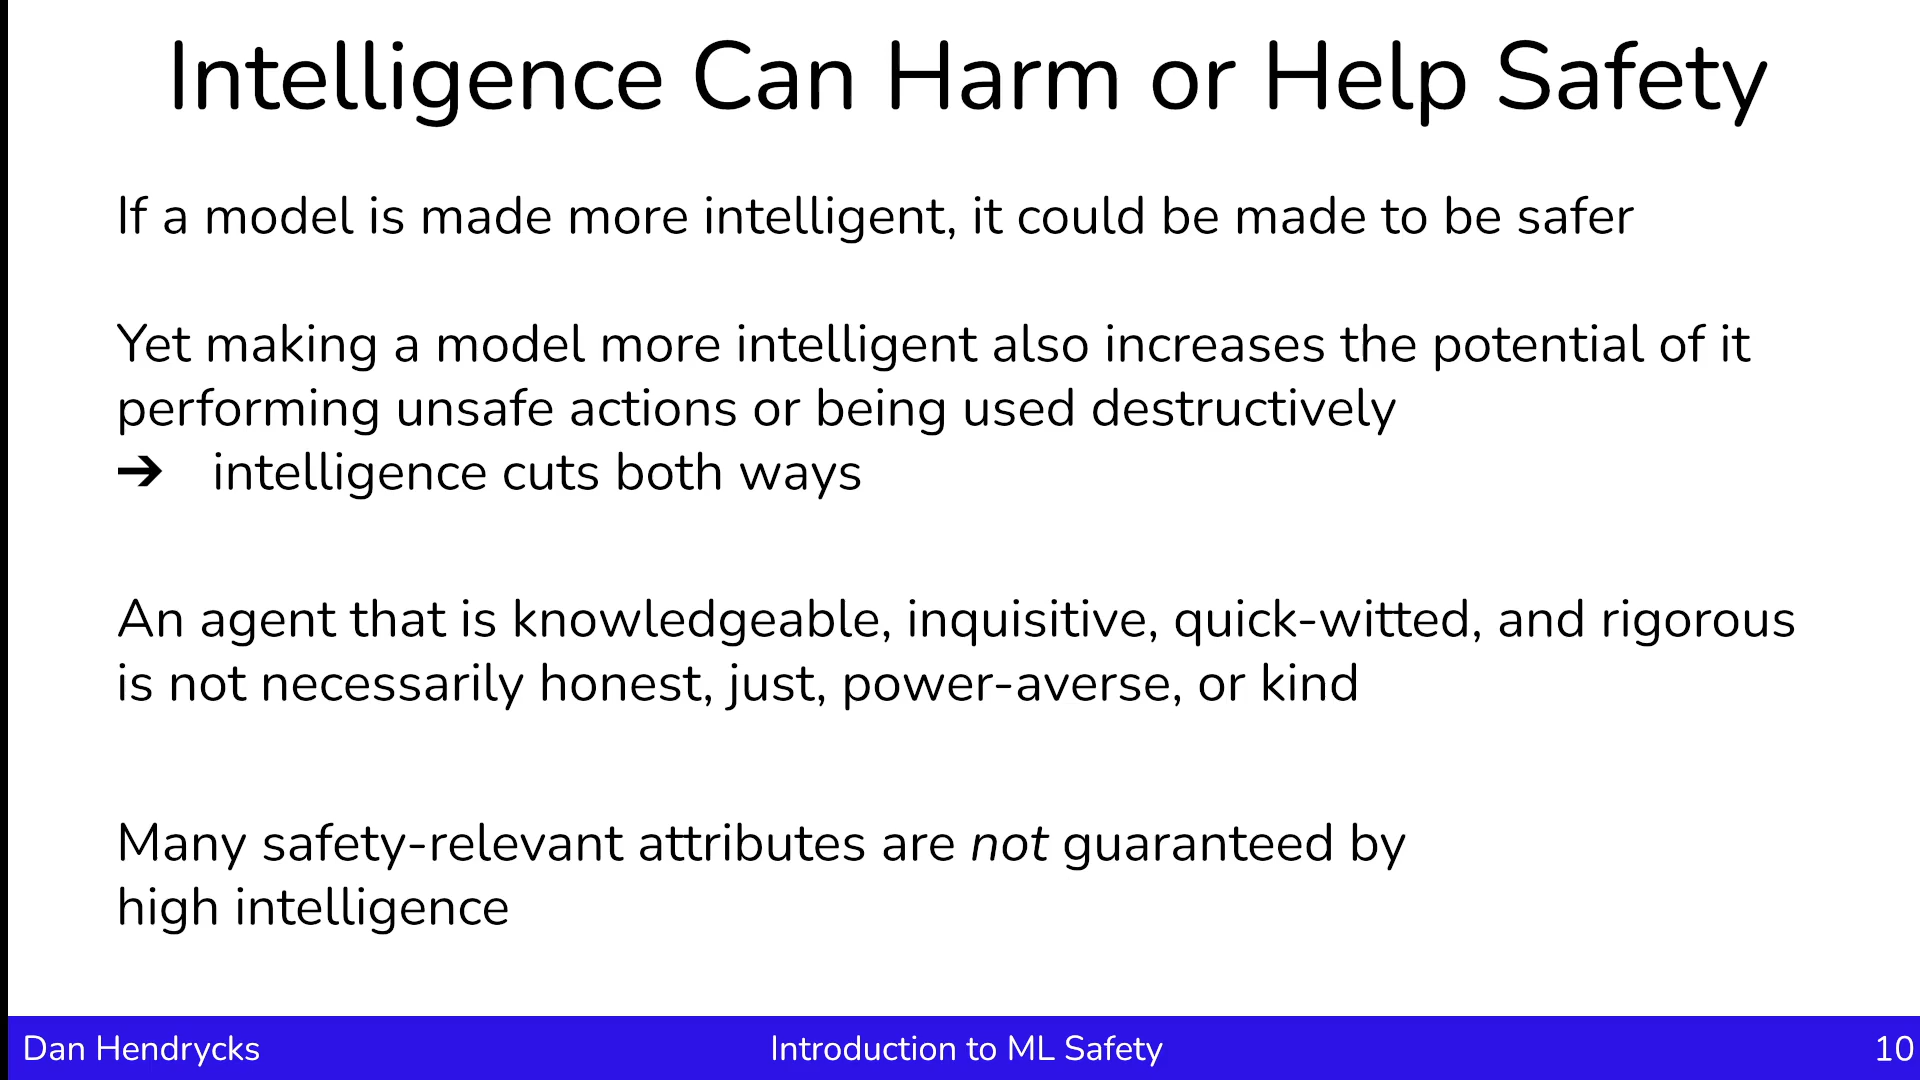 Intelligence Can Harm or Help Safety
If a model is made more intelligent, it could be made to be safer
Yet making a model more intelligent also increases the potential of it
performing unsafe actions or being used destructively
➔ intelligence cuts both ways
An agent that is knowledgeable, inquisitive, quick-witted, and rigorous
is not necessarily honest, just, power-averse, or kind
Many safety-relevant attributes are not guaranteed by
high intelligence
Dan Hendrycks Introduction to ML Safety 10